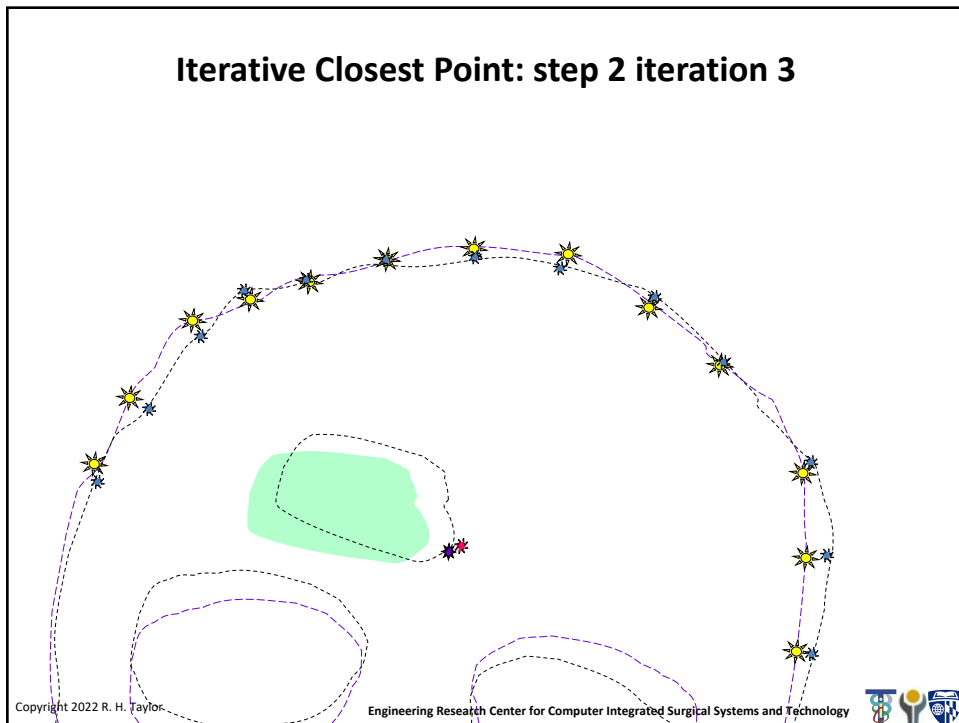 Iterative Closest Point: step 2 iteration 3
Copyright 2022 R. H. Taylor
Engineering Research Center for Computer Integrated Surgical Systems and Technology